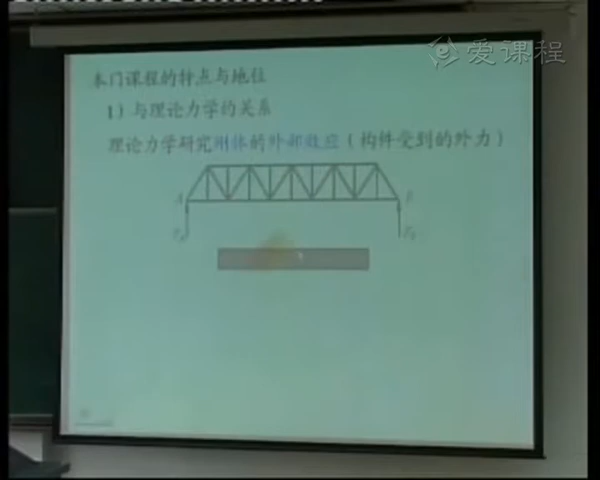 爱课程
本门课程的特点与地位
1）与理论力学的关系
理论力学研究刚体的外部效应（构件受到的外力）
A